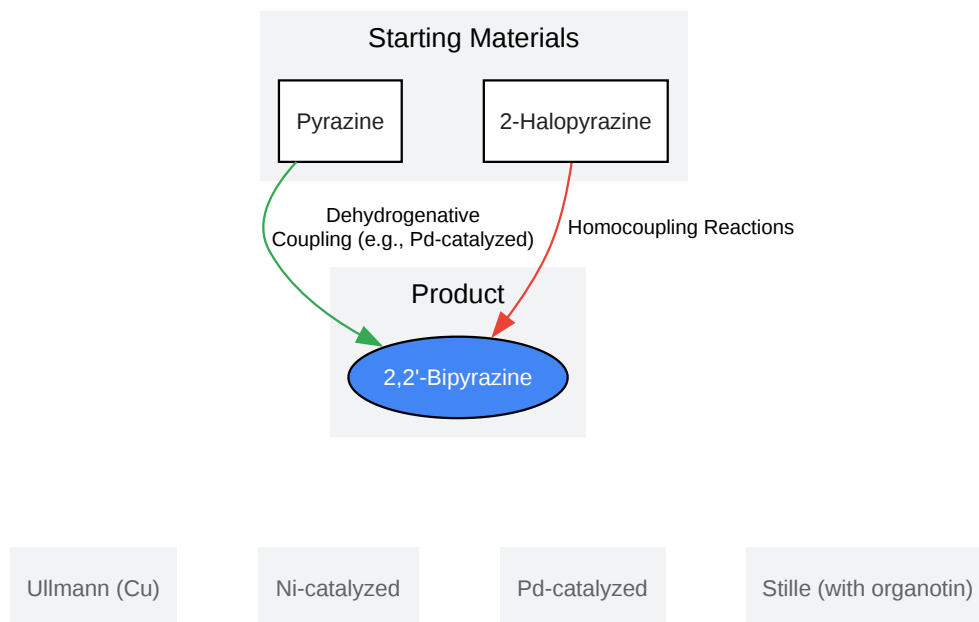 Starting Materials
Pyrazine
2-Halopyrazine
Dehydrogenative
Coupling (e.g., Pd-catalyzed)
Homocoupling Reactions
Product
2,2'-Bipyrazine
Ullmann (Cu)
Ni-catalyzed
Pd-catalyzed
Stille (with organotin)